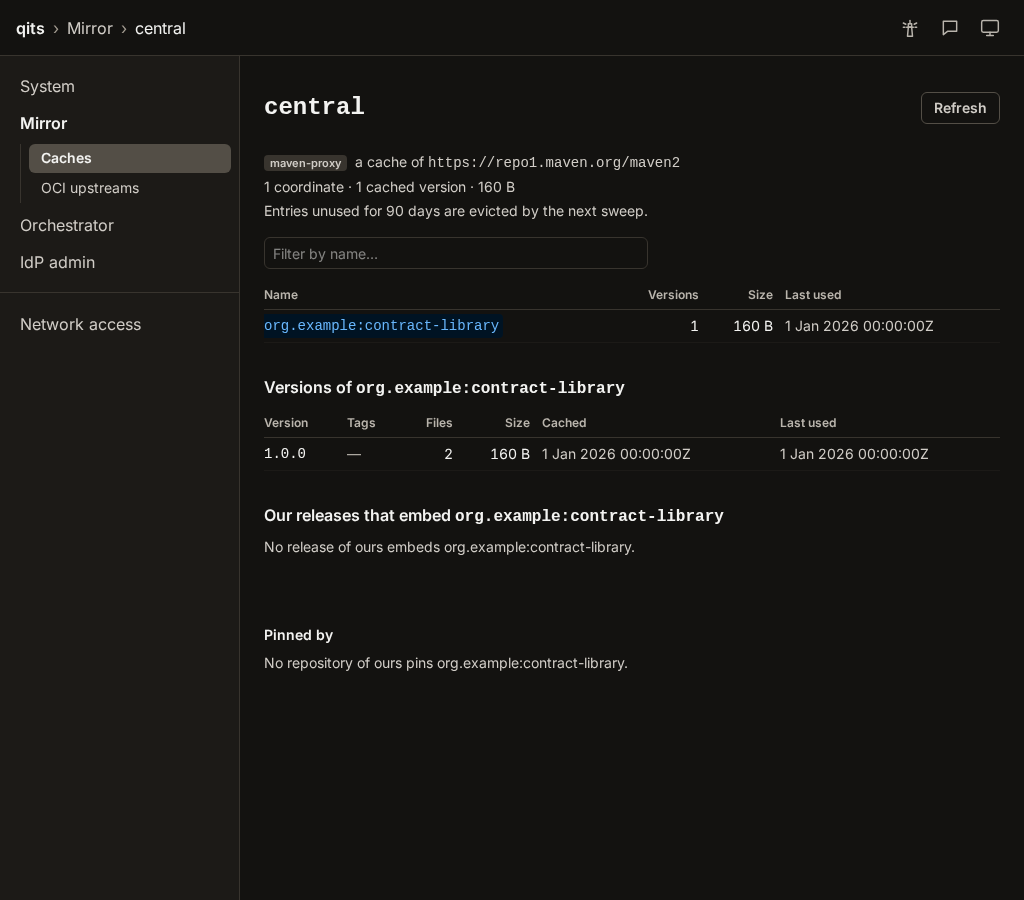 qits › Mirror › central
System
Mirror
Caches
OCI upstreams
Orchestrator
IdP admin
Network access
central
Refresh
maven-proxy a cache of https://repo1.maven.org/maven2
1 coordinate · 1 cached version · 160 B
Entries unused for 90 days are evicted by the next sweep.
Filter by name...
Name Versions Size Last used
org.example:contract-library 1 160 B 1 Jan 2026 00:00:00Z
Versions of org.example:contract-library
Version Tags Files Size Cached Last used
1.0.0 — 2 160 B 1 Jan 2026 00:00:00Z 1 Jan 2026 00:00:00Z
Our releases that embed org.example:contract-library
No release of ours embeds org.example:contract-library.
Pinned by
No repository of ours pins org.example:contract-library.